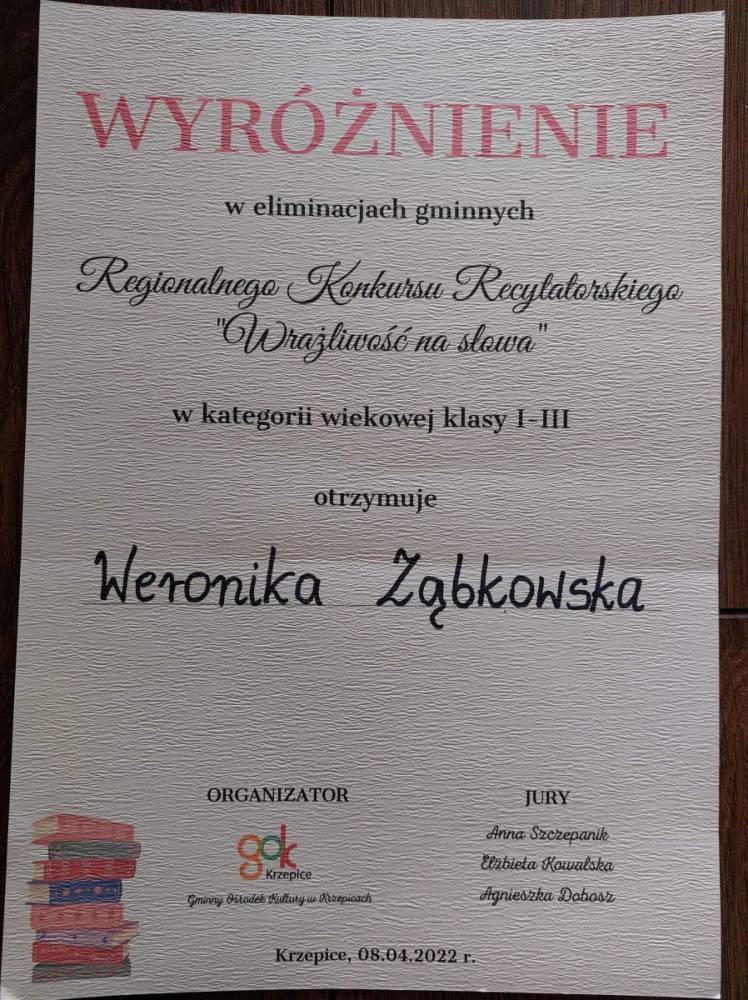 WYRÓŻNIENIE
w eliminacjach gminnych
Regionalnego Konkursu Recytatorskiego
"Wrażliwość na słowa"
w kategorii wiekowej klasy I-III
otrzymuje
Weronika Ząbkowska
ORGANIZATOR
gok
Krzepice
Gminny Ośrodek Kultury w Krzepicach
JURY
Anna Szczepanik
Elżbieta Kowalska
Agnieszka Dobosz
Krzepice, 08.04.2022 r.